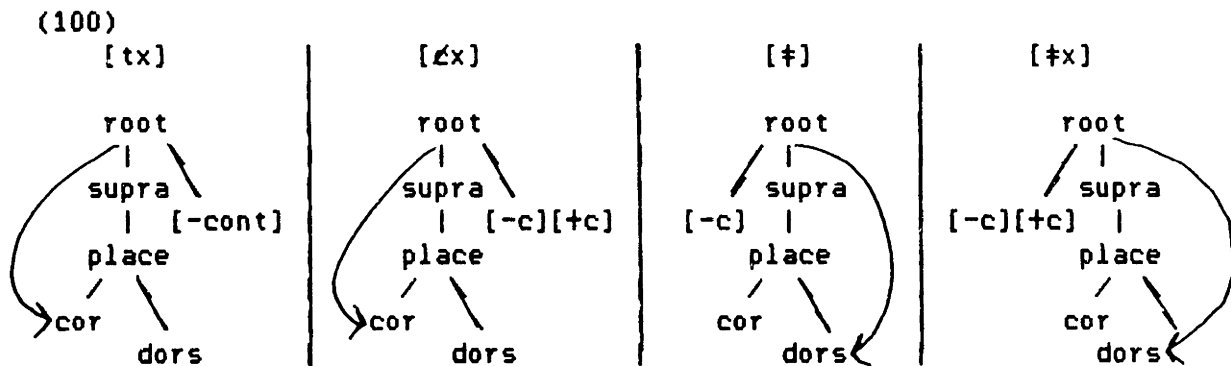 (100)
[tx] [¢x] [ǂ] [ǂx]
root root root root
supra supra supra supra
[-cont] [-c][+c] [-c] [-c][+c]
place place place place
cor cor cor cor
dors dors dors dors